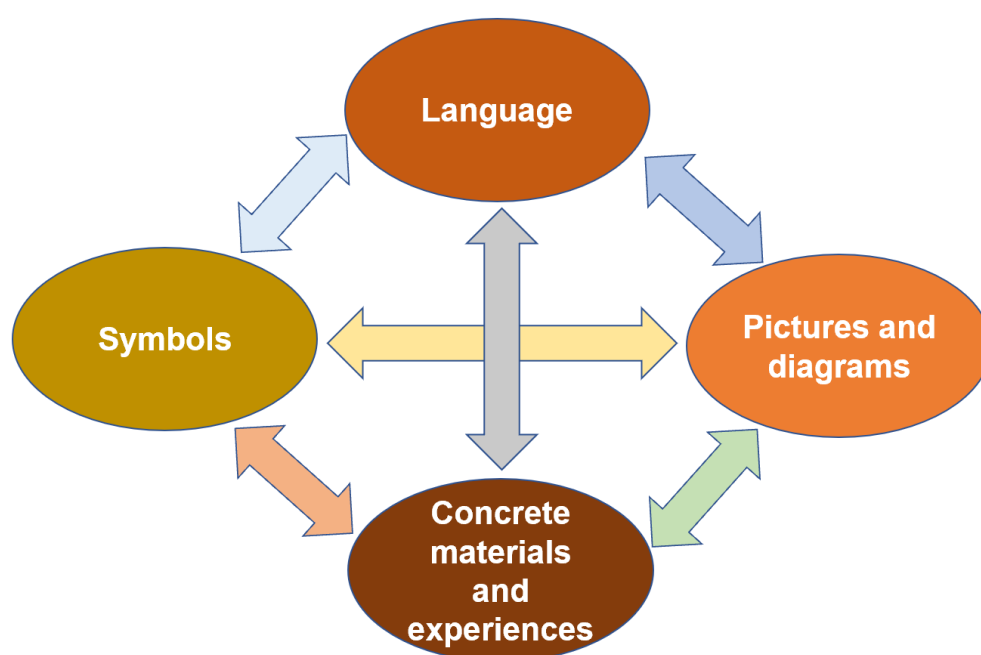 Language
Symbols
Pictures and
diagrams
Concrete
materials
and
experiences